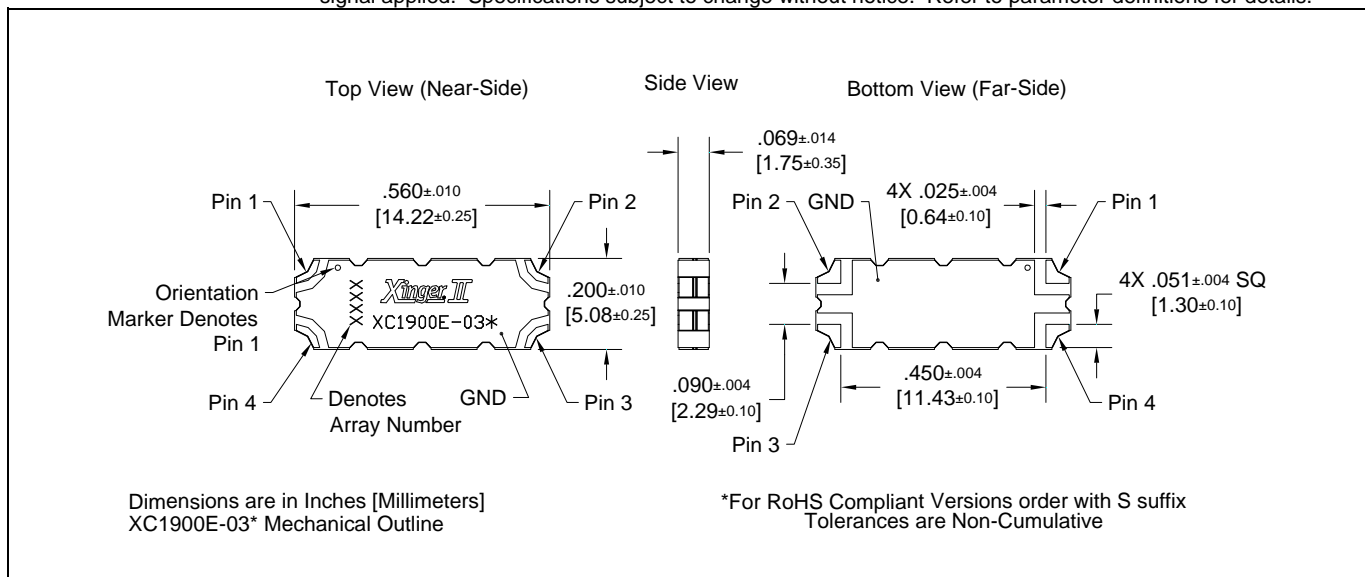 signal applied. Specifications subject to change without notice. Refer to parameter definitions for details.
Top View (Near-Side)
Side View
Bottom View (Far-Side)
.069±.014
[1.75±0.35]
.560±.010
[14.22±0.25]
Pin 1
Pin 2
Pin 2
GND
4X .025±.004
[0.64±0.10]
Pin 1
Orientation
Marker Denotes
Pin 1
XXXX
Xinger II
XC1900E-03*
.200±.010
[5.08±0.25]
4X .051±.004 SQ
[1.30±0.10]
Pin 4
Denotes
Array Number
GND
Pin 3
.090±.004
[2.29±0.10]
Pin 3
.450±.004
[11.43±0.10]
Pin 4
Dimensions are in Inches [Millimeters]
XC1900E-03* Mechanical Outline
*For RoHS Compliant Versions order with S suffix
Tolerances are Non-Cumulative